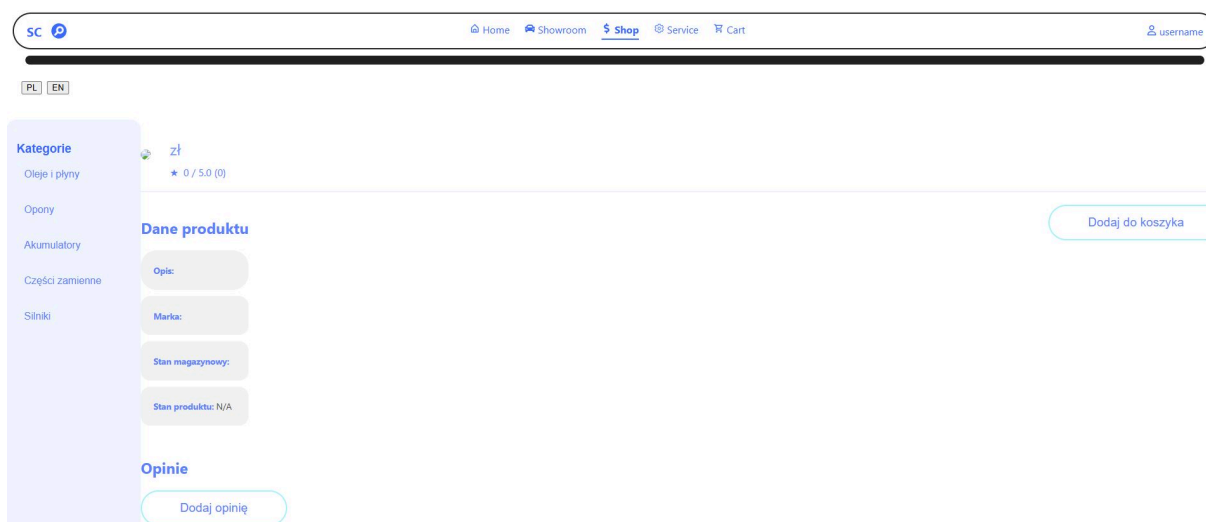 SC Home Showroom $ Shop Service Cart username
PL EN
Kategorie
Oleje i płyny
Opony
Akumulatory
Części zamienne
Silniki
zł
★ 0 / 5.0 (0)
Dodaj do koszyka
Dane produktu
Opis:
Marka:
Stan magazynowy:
Stan produktu: N/A
Opinie
Dodaj opinię